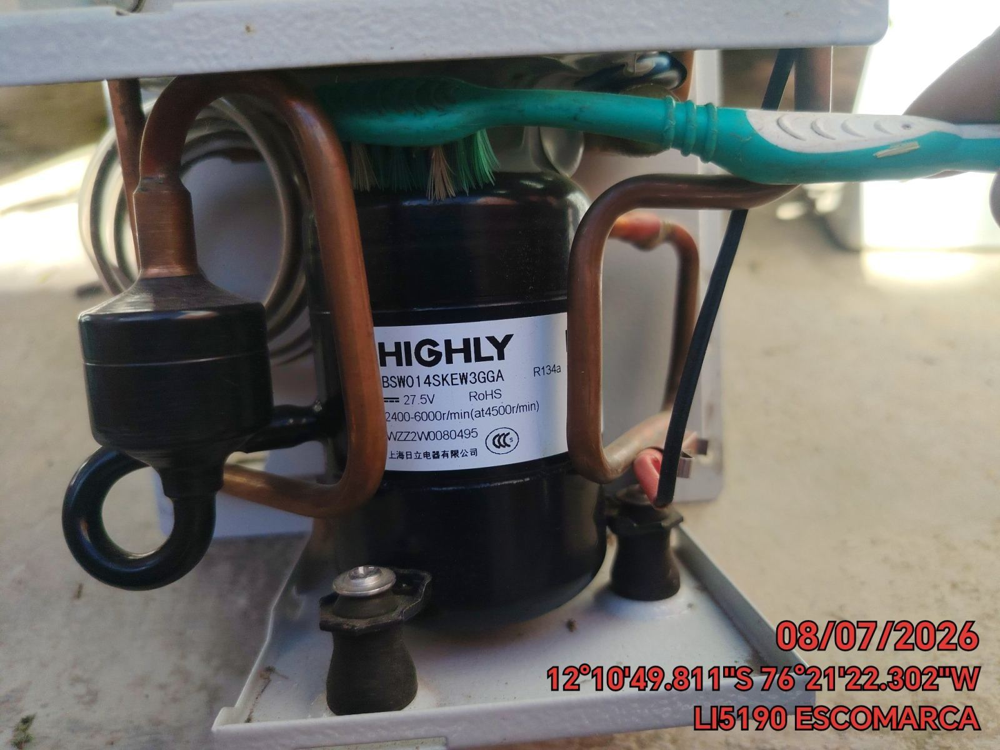 HIGHLY
BSW014SKEW3GGA R134a
27.5V RoHS
2400-6000r/min(at4500r/min)
WZZ2W0080495
CCC S
上海日立电器有限公司
08/07/2026
12°10'49.811"S 76°21'22.302"W
LI5190 ESCOMARCA